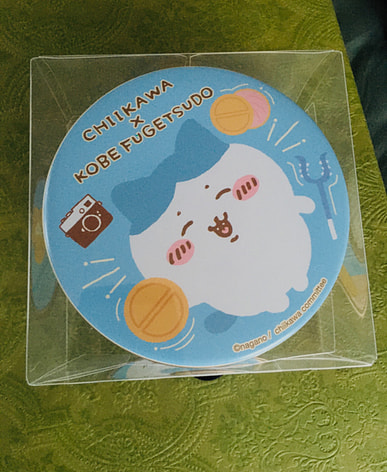 CHIIKAWA
×
KOBE FUGETSUDO
©nagano / chiikawa committee